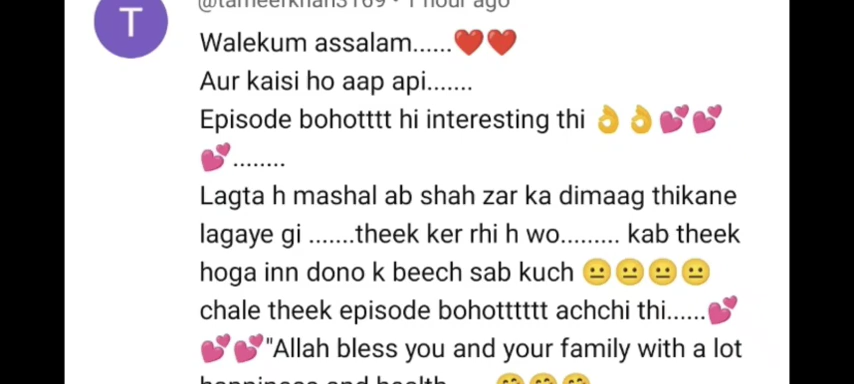 T
Walekum assalam......❤️❤️
Aur kaisi ho aap api.......
Episode bohottt hi interesting thi 👌👌💕💕
💕........
Lagta h mashal ab shah zar ka dimaag thikane
lagaye gi .......theek ker rhi h wo......... kab theek
hoga inn dono k beech sab kuch 😐😐😐😐
chale theek episode bohotttttt achchi thi......💕
💕💕"Allah bless you and your family with a lot